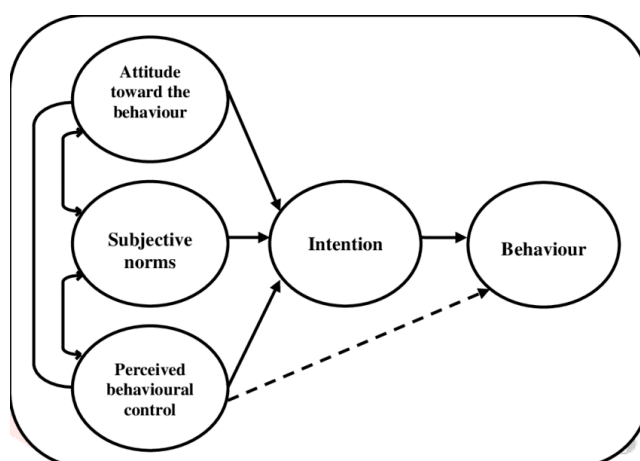 Attitude
toward the
behaviour
Subjective
norms
Intention
Behaviour
Perceived
behavioural
control